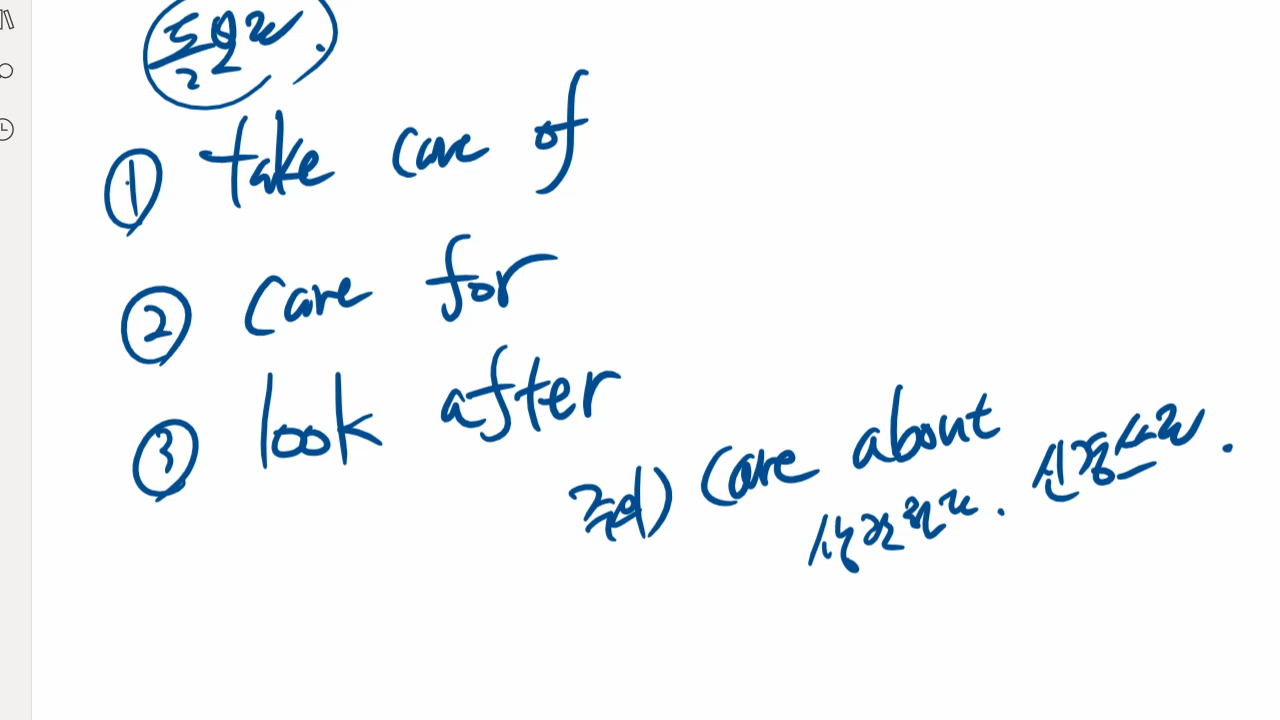 돌보다.
① take care of
② care for
③ look after
주의) care about
상관하다. 신경쓰다.